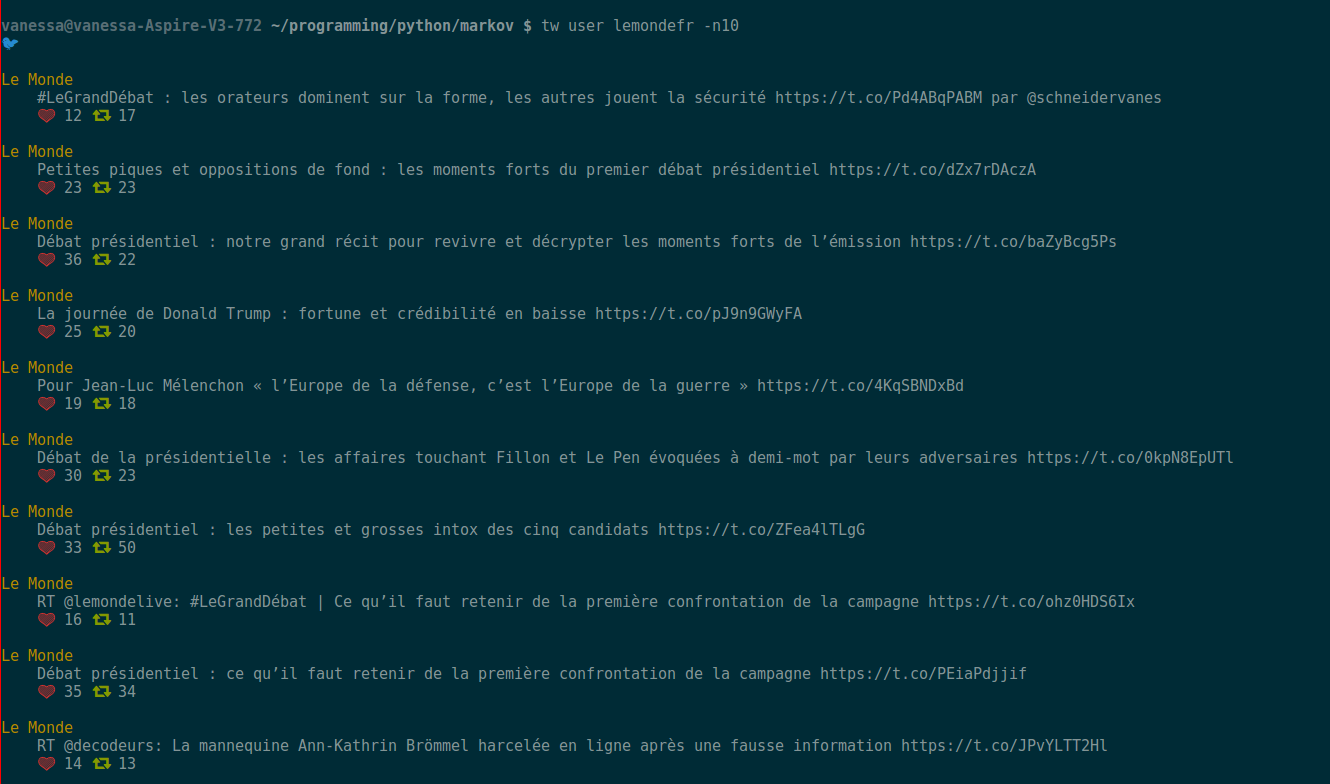 vanessa@vanessa-Aspire-V3-772 ~/programming/python/markov $ tw user lemondefr -n10
🐦
Le Monde
#LeGrandDébat : les orateurs dominent sur la forme, les autres jouent la sécurité https://t.co/Pd4ABqPABM par @schneidervanes
12 17
Le Monde
Petites piques et oppositions de fond : les moments forts du premier débat présidentiel https://t.co/dZx7rDAczA
23 23
Le Monde
Débat présidentiel : notre grand récit pour revivre et décrypter les moments forts de l’émission https://t.co/baZyBcg5Ps
36 22
Le Monde
La journée de Donald Trump : fortune et crédibilité en baisse https://t.co/pJ9n9GWyFA
25 20
Le Monde
Pour Jean-Luc Mélenchon « l’Europe de la défense, c’est l’Europe de la guerre » https://t.co/4KqSBNDxBd
19 18
Le Monde
Débat de la présidentielle : les affaires touchant Fillon et Le Pen évoquées à demi-mot par leurs adversaires https://t.co/0kpN8EpUTl
30 23
Le Monde
Débat présidentiel : les petites et grosses intox des cinq candidats https://t.co/ZFea4lTLgG
33 50
Le Monde
RT @lemondelive: #LeGrandDébat | Ce qu’il faut retenir de la première confrontation de la campagne https://t.co/ohz0HDS6Ix
16 11
Le Monde
Débat présidentiel : ce qu’il faut retenir de la première confrontation de la campagne https://t.co/PEiaPdjjif
35 34
Le Monde
RT @decodeurs: La mannequine Ann-Kathrin Brömmel harcelée en ligne après une fausse information https://t.co/JPvYLTT2Hl
14 13